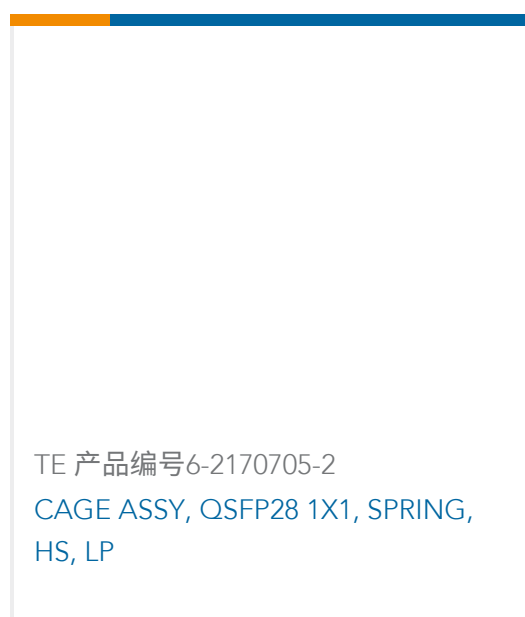 TE 产品编号6-2170705-2
CAGE ASSY, QSFP28 1X1, SPRING,
HS, LP